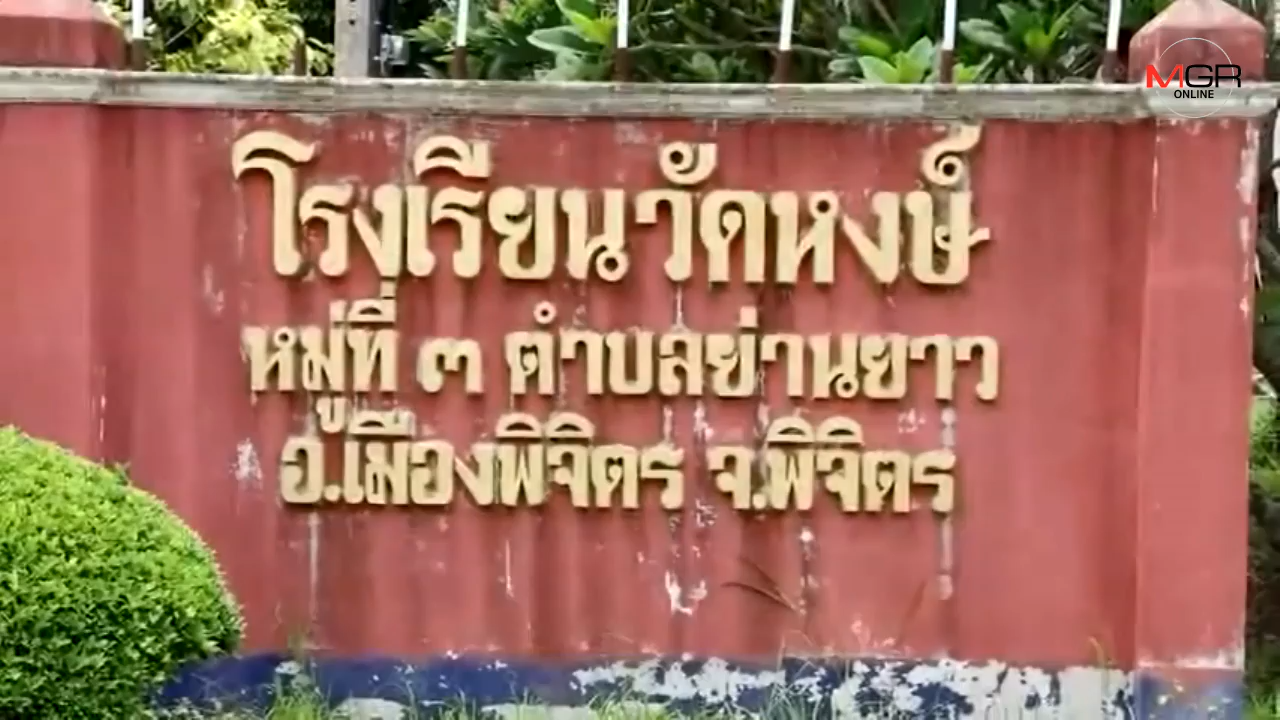 MGR
ONLINE
โรงเรียนวัดหงษ์
หมู่ที่ ๓ ตำบลย่านยาว
อ.เมืองพิจิตร จ.พิจิตร